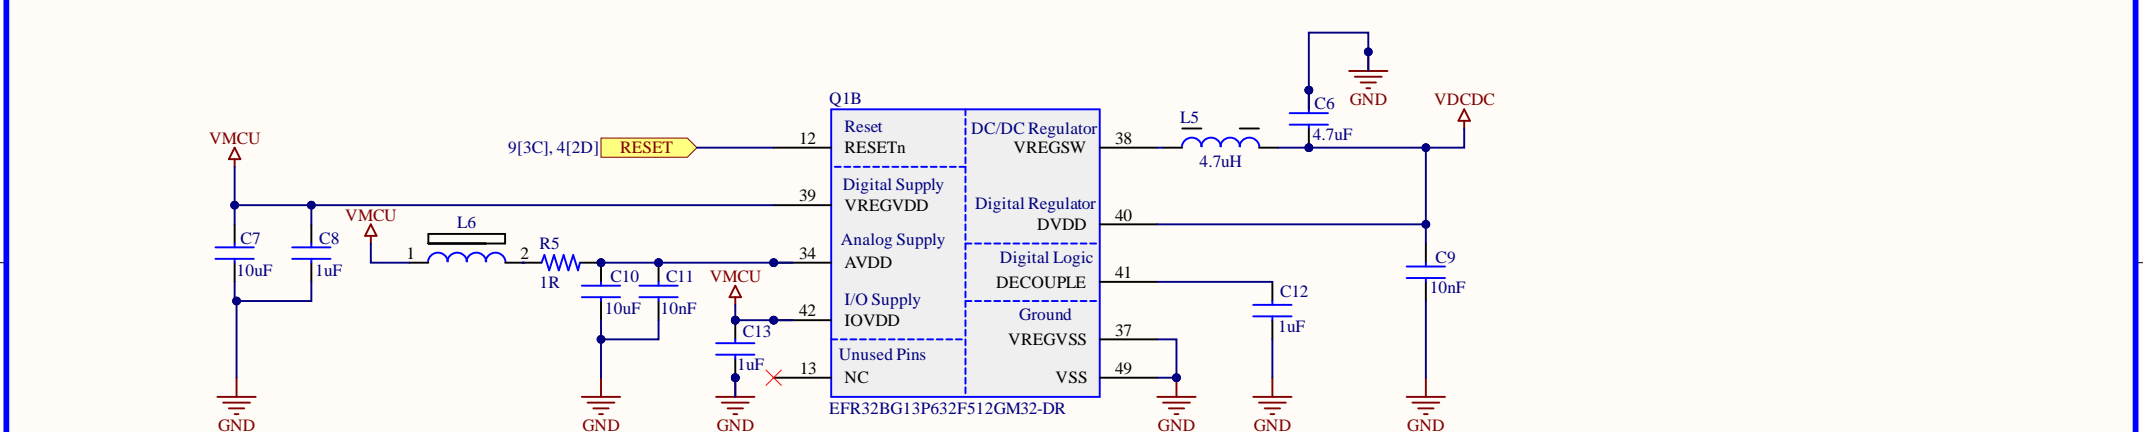 Q1B
9[3C], 4[2D]
RESET
12
Reset
RESETn
VMCU
39
Digital Supply
VREGVDD
C7
10uF
C8
1uF
GND
VMCU
1
L6
2
R5
1R
C10
10uF
C11
10nF
GND
34
Analog Supply
AVDD
VMCU
42
I/O Supply
IOVDD
C13
1uF
GND
13
Unused Pins
NC
DC/DC Regulator
VREGSW
38
L5
4.7uH
C6
4.7uF
GND
VDCDC
Digital Regulator
DVDD
40
C9
10nF
GND
Digital Logic
DECOUPLE
41
C12
1uF
GND
Ground
VREGVSS
37
VSS
49
GND
EFR32BG13P632F512GM32-DR